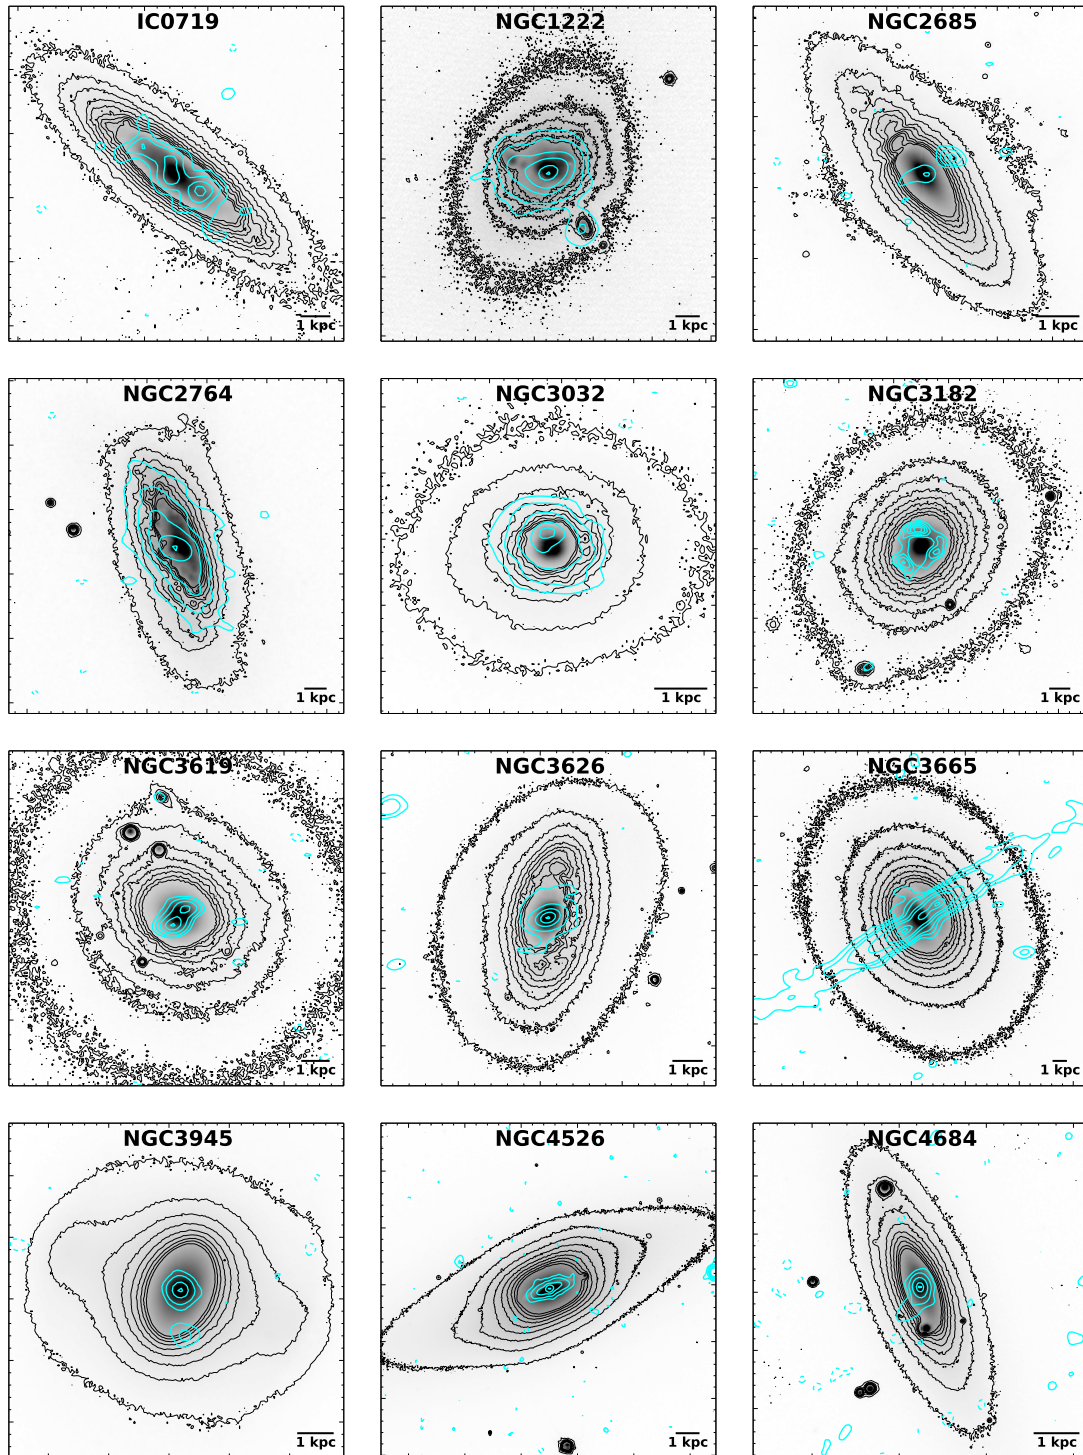 IC0719
NGC1222
NGC2685
1 kpc
1 kpc
1 kpc
NGC2764
NGC3032
NGC3182
1 kpc
1 kpc
1 kpc
NGC3619
NGC3626
NGC3665
1 kpc
1 kpc
1 kpc
NGC3945
NGC4526
NGC4684
1 kpc
1 kpc
1 kpc